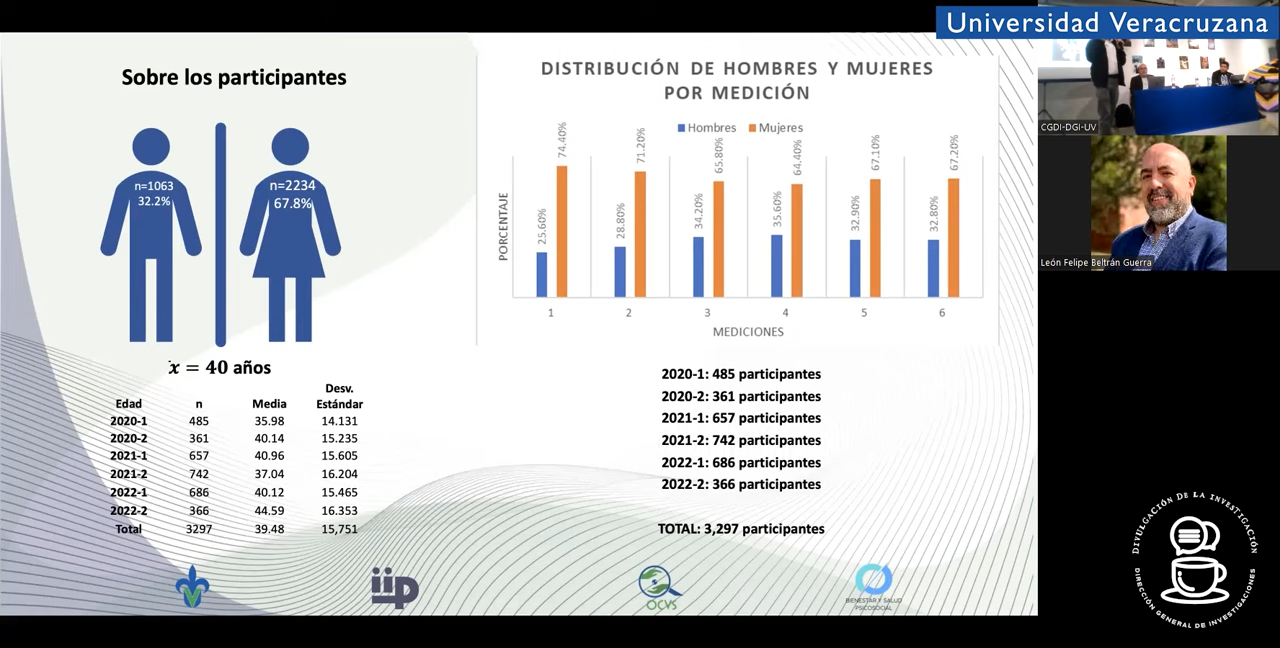 Universidad Veracruzana
Sobre los participantes
n=1063
32.2%
n=2234
67.8%
x = 40 años
Edad n Media Desv. Estándar
2020-1 485 35.98 14.131
2020-2 361 40.14 15.235
2021-1 657 40.96 15.605
2021-2 742 37.04 16.204
2022-1 686 40.12 15.465
2022-2 366 44.59 16.353
Total 3297 39.48 15,751
DISTRIBUCIÓN DE HOMBRES Y MUJERES
POR MEDICIÓN
Hombres Mujeres
PORCENTAJE
25.60% 74.40% 28.80% 71.20% 34.20% 65.80% 35.60% 64.40% 32.90% 67.10% 32.80% 67.20%
1 2 3 4 5 6
MEDICIONES
2020-1: 485 participantes
2020-2: 361 participantes
2021-1: 657 participantes
2021-2: 742 participantes
2022-1: 686 participantes
2022-2: 366 participantes
TOTAL: 3,297 participantes
iip
OCVS
BIENESTAR Y SALUD
PSICOSOCIAL
CGDI-DGI-UV
León Felipe Beltrán Guerra
DIVULGACIÓN DE LA INVESTIGACIÓN
DIRECCIÓN GENERAL DE INVESTIGACIONES